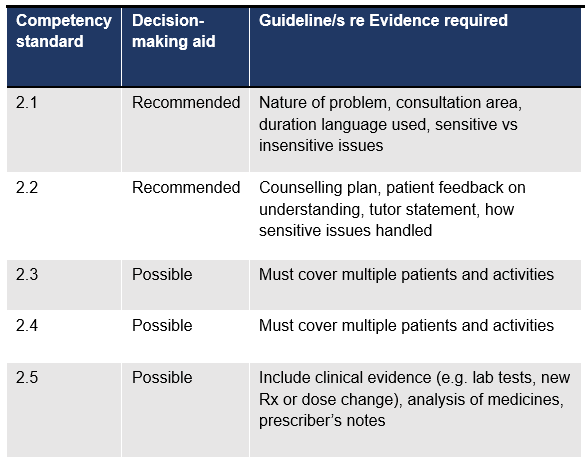 Competency standard
Decision-making aid
Guideline/s re Evidence required
2.1
Recommended
Nature of problem, consultation area,
duration language used, sensitive vs
insensitive issues
2.2
Recommended
Counselling plan, patient feedback on
understanding, tutor statement, how
sensitive issues handled
2.3
Possible
Must cover multiple patients and activities
2.4
Possible
Must cover multiple patients and activities
2.5
Possible
Include clinical evidence (e.g. lab tests, new
Rx or dose change), analysis of medicines,
prescriber's notes